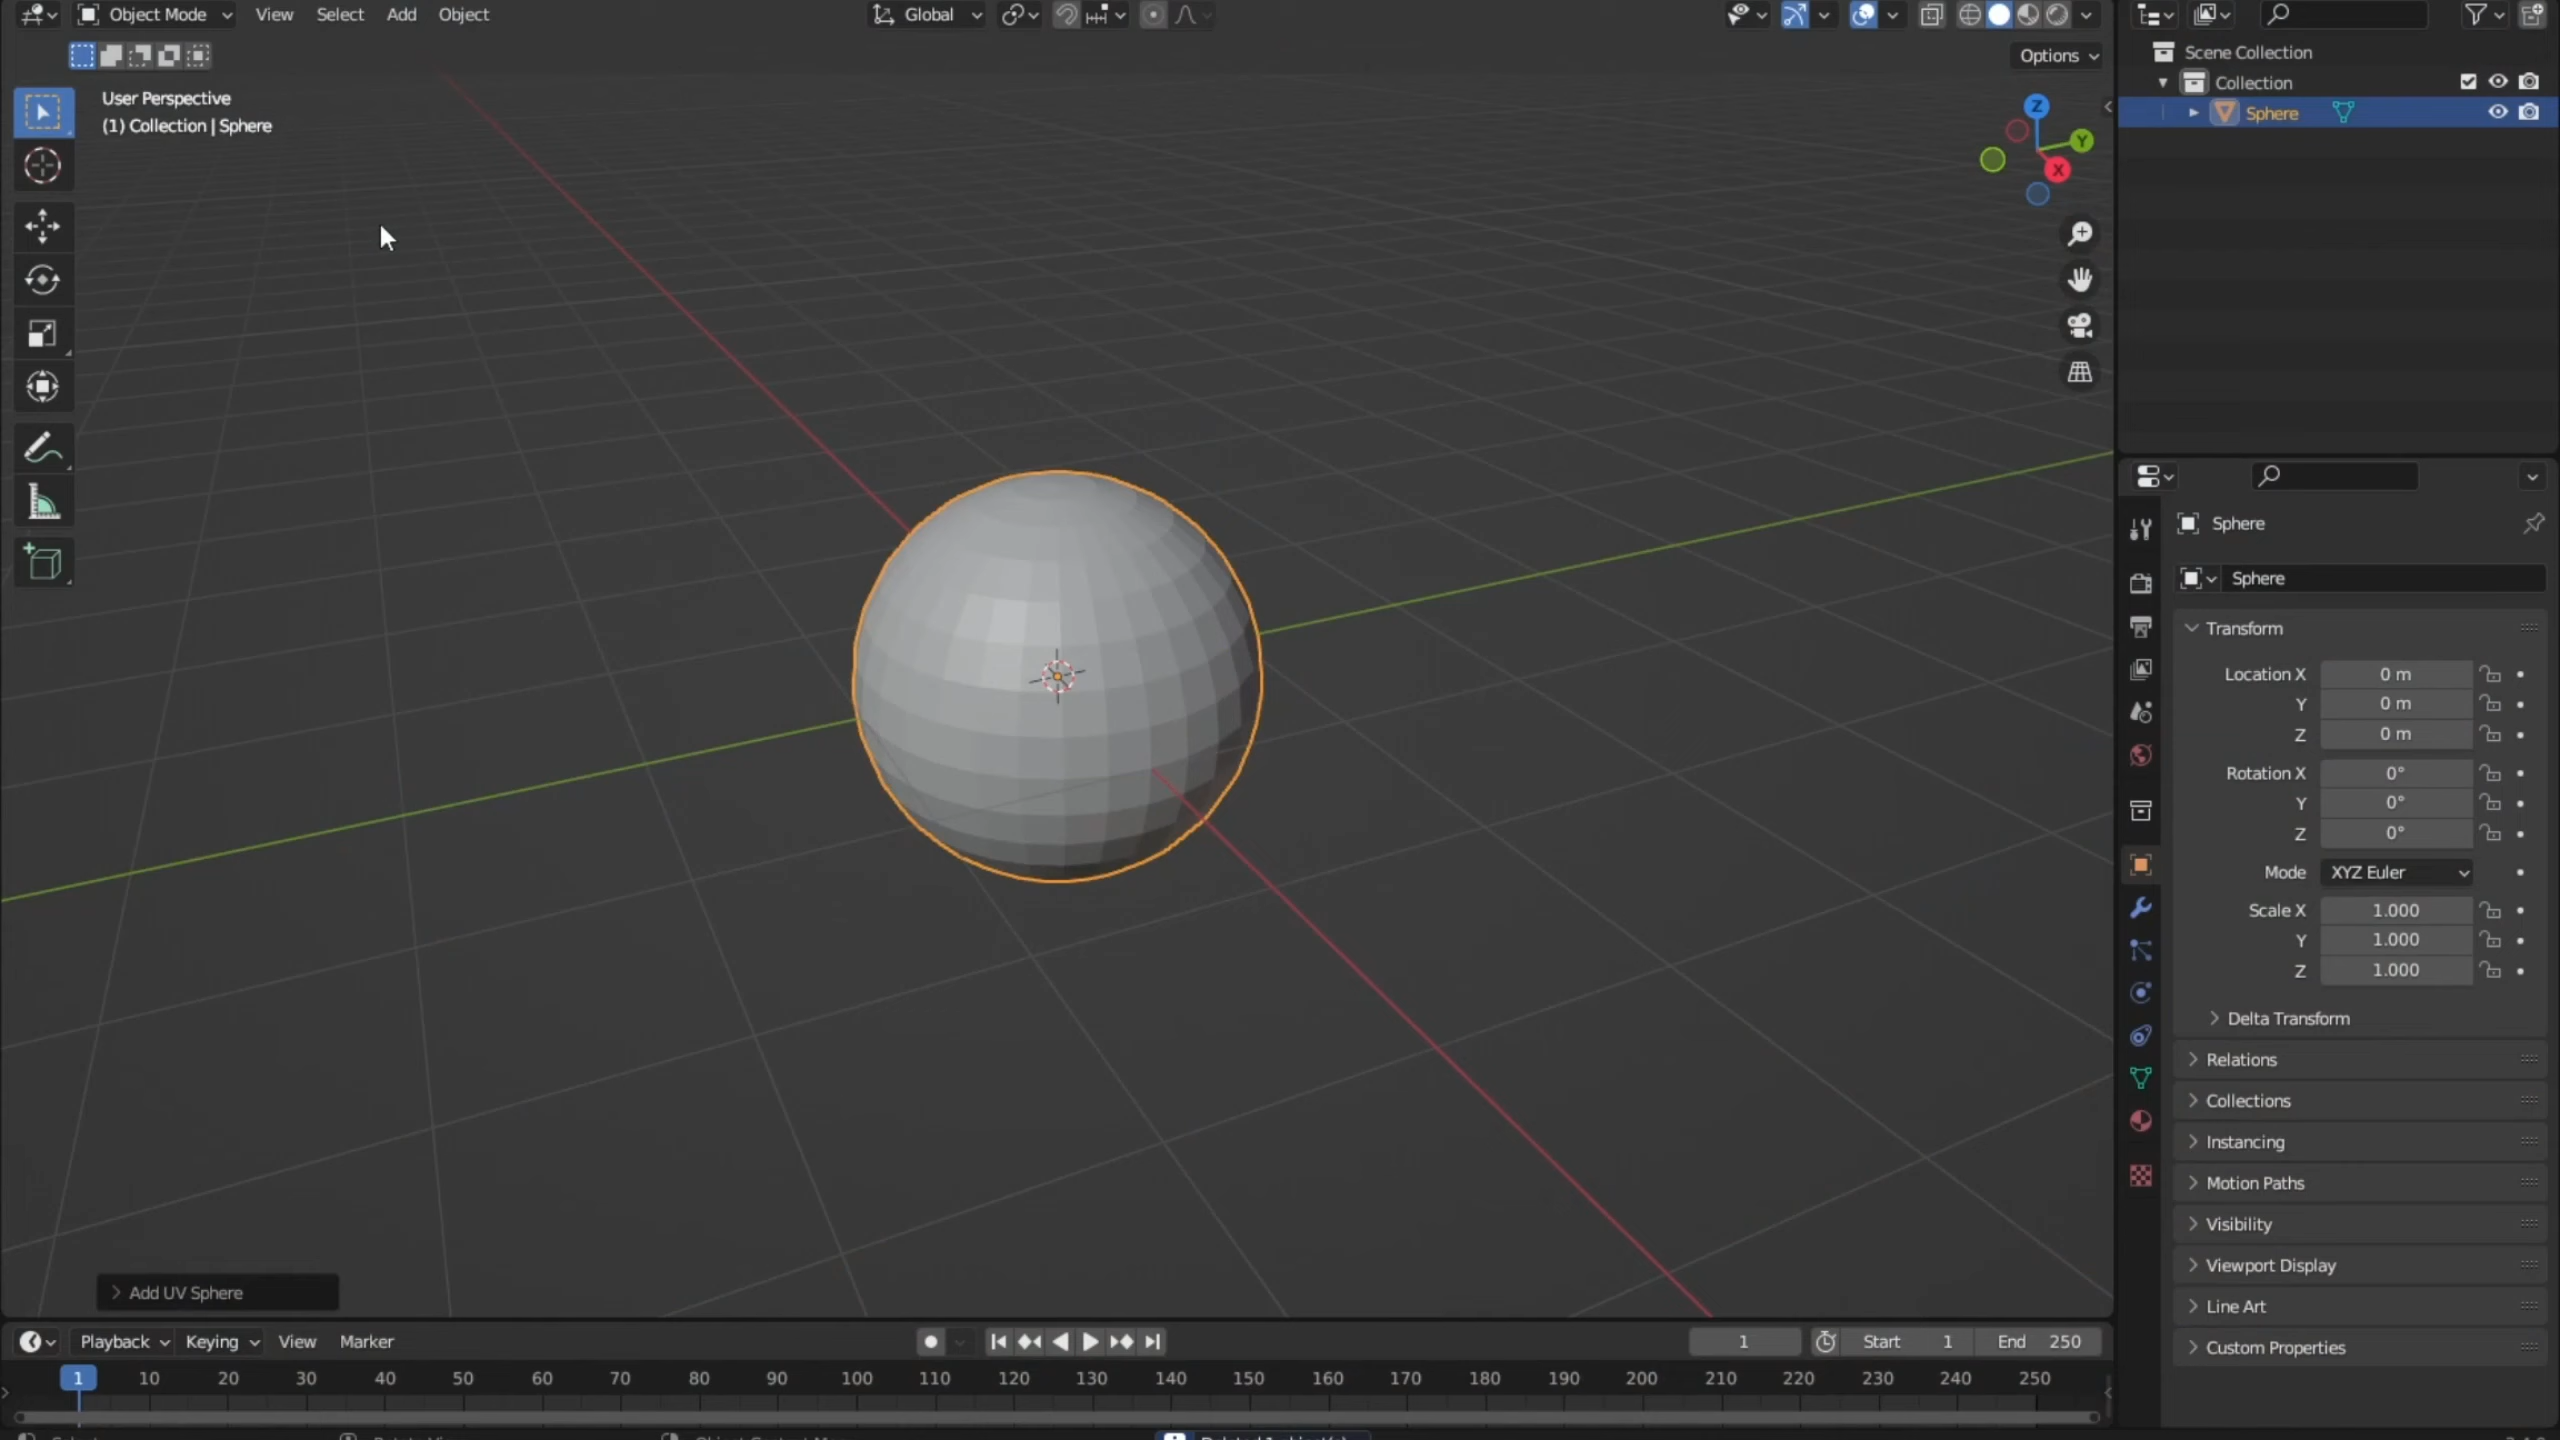 Object Mode View Select Add Object Global
Options
User Perspective
(1) Collection | Sphere
Z
Y
X
Scene Collection
Collection
Sphere
Sphere
Sphere
Transform
Location X 0 m
Y 0 m
Z 0 m
Rotation X 0°
Y 0°
Z 0°
Mode XYZ Euler
Scale X 1.000
Y 1.000
Z 1.000
Delta Transform
Relations
Collections
Instancing
Motion Paths
Visibility
Viewport Display
Line Art
Custom Properties
Add UV Sphere
Playback Keying View Marker 1 Start 1 End 250
1 10 20 30 40 50 60 70 80 90 100 110 120 130 140 150 160 170 180 190 200 210 220 230 240 250